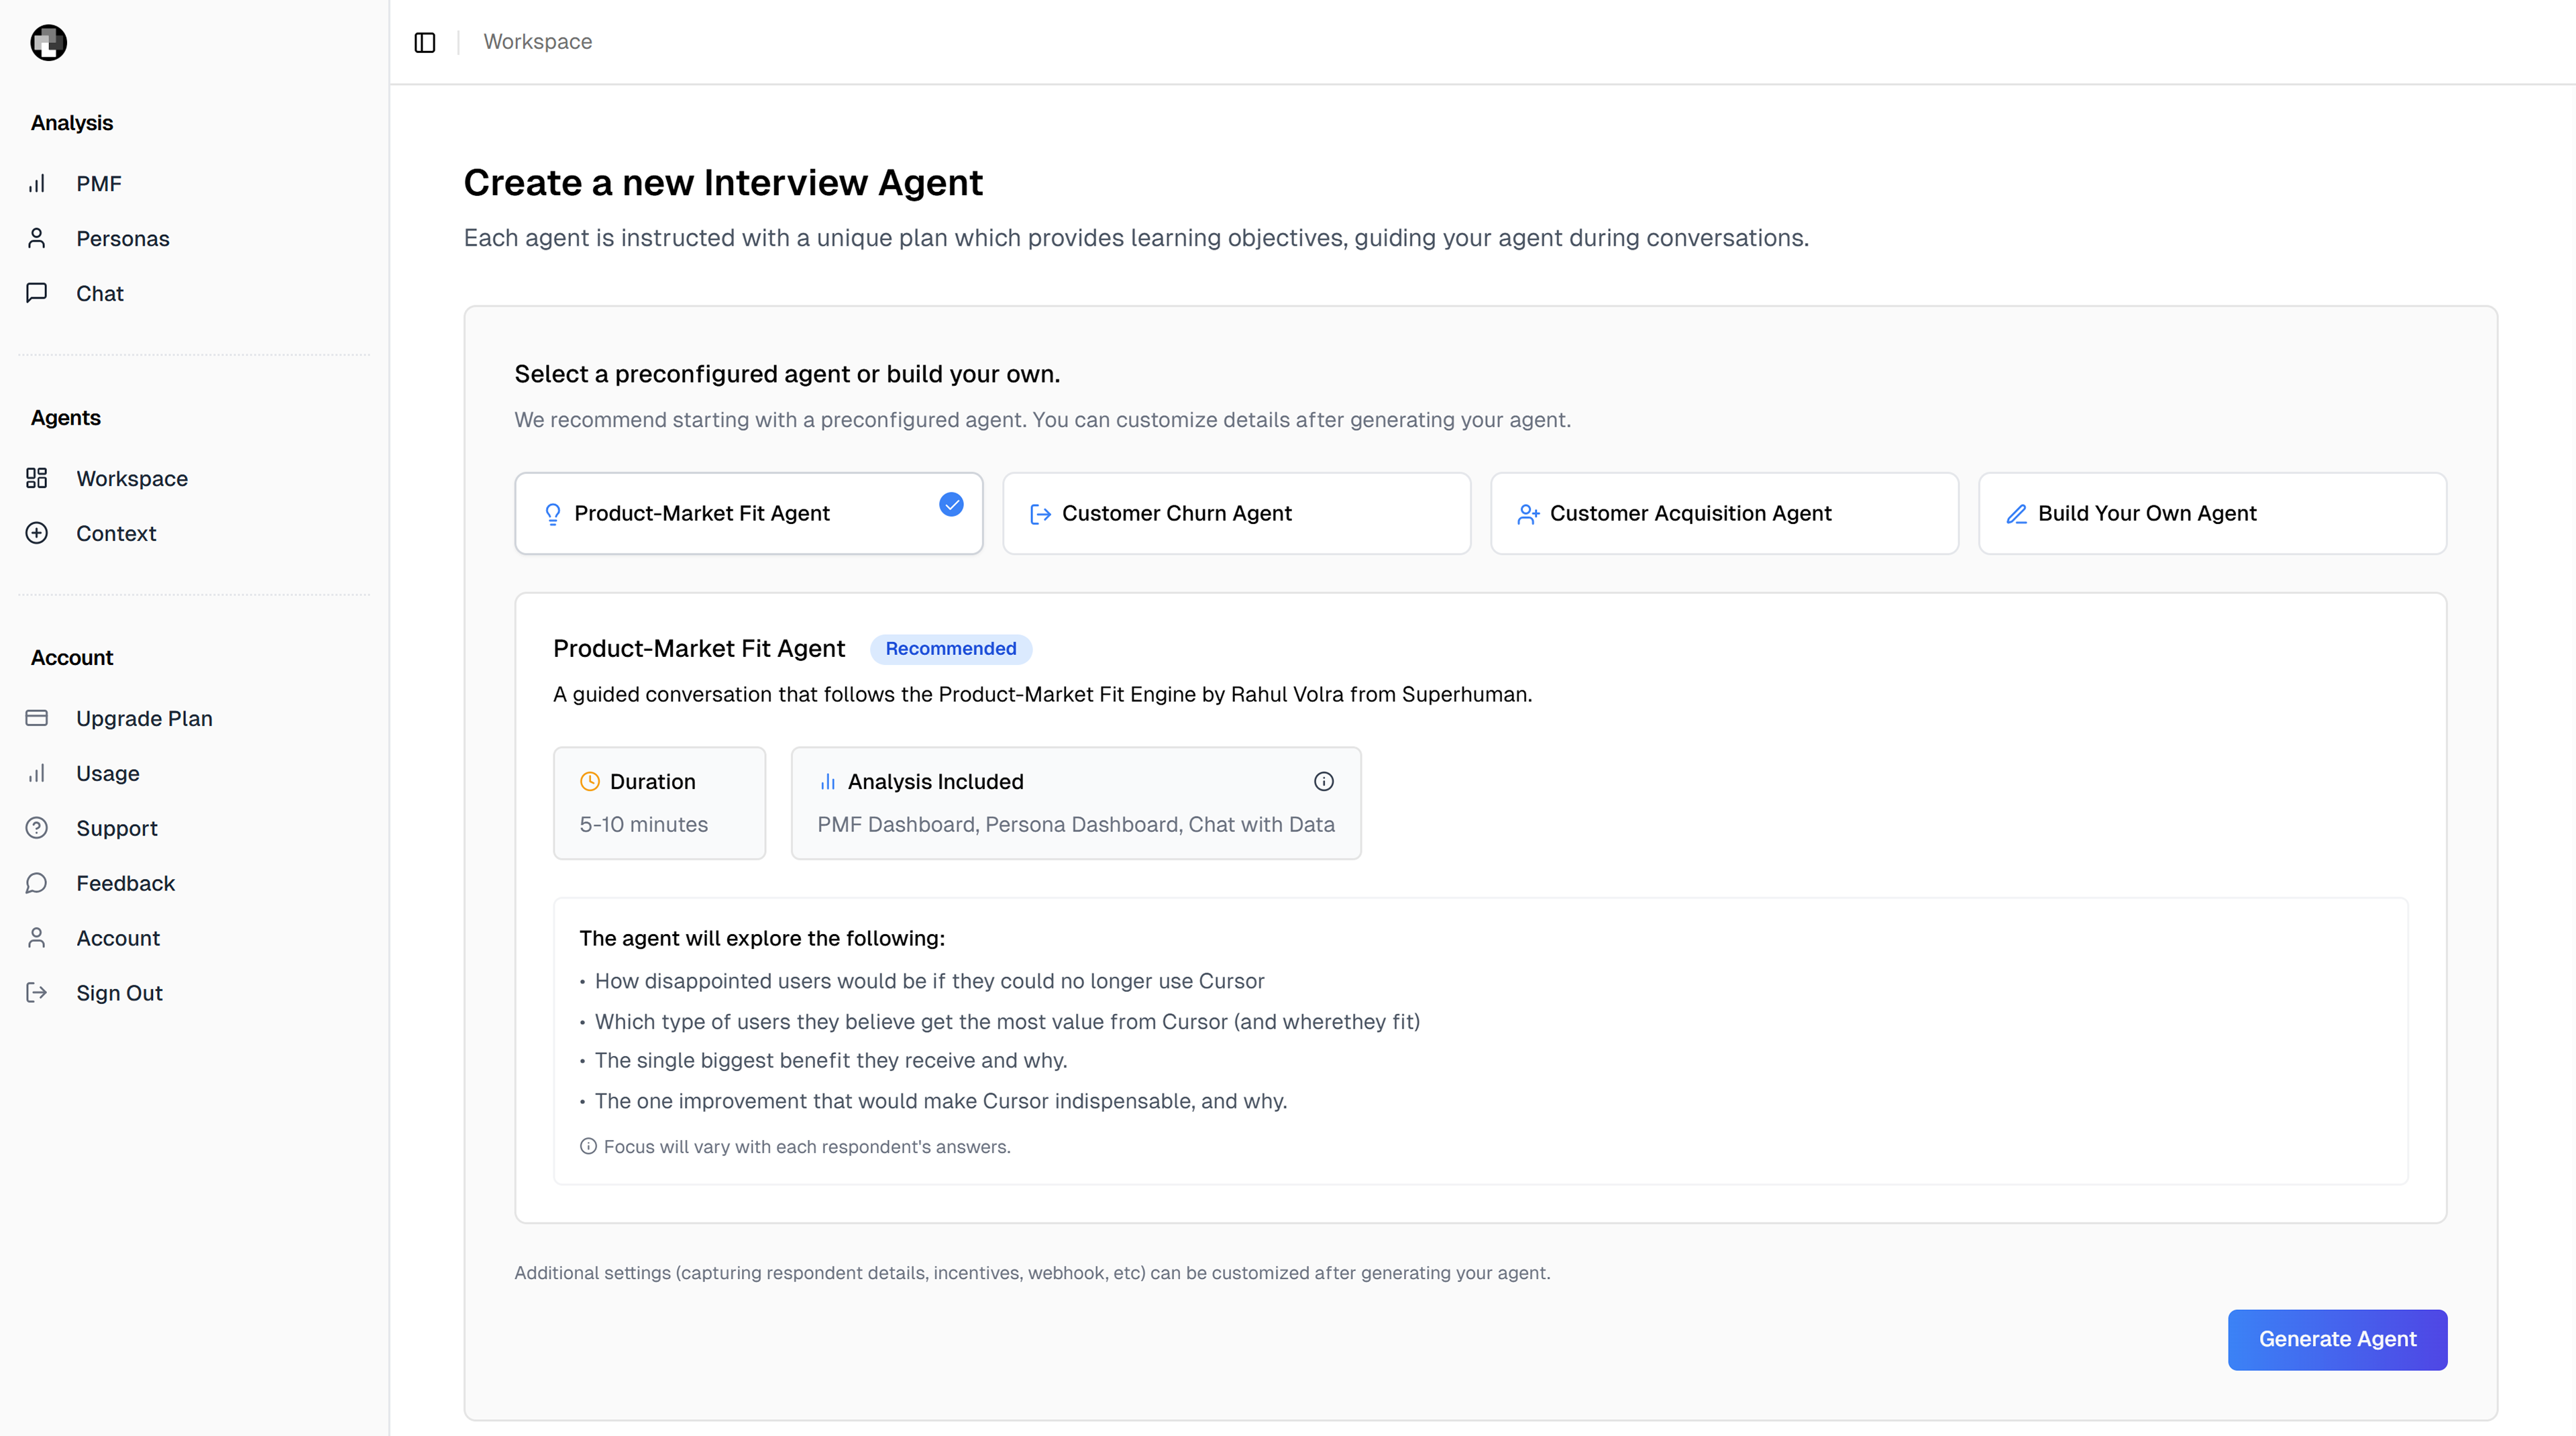 Analysis
PMF
Personas
Chat
Agents
Workspace
Context
Account
Upgrade Plan
Usage
Support
Feedback
Account
Sign Out
Workspace
Create a new Interview Agent
Each agent is instructed with a unique plan which provides learning objectives, guiding your agent during conversations.
Select a preconfigured agent or build your own.
We recommend starting with a preconfigured agent. You can customize details after generating your agent.
Product-Market Fit Agent
Customer Churn Agent
Customer Acquisition Agent
Build Your Own Agent
Product-Market Fit Agent
Recommended
A guided conversation that follows the Product-Market Fit Engine by Rahul Volra from Superhuman.
Duration
5-10 minutes
Analysis Included
PMF Dashboard, Persona Dashboard, Chat with Data
The agent will explore the following:
• How disappointed users would be if they could no longer use Cursor
• Which type of users they believe get the most value from Cursor (and wherethey fit)
• The single biggest benefit they receive and why.
• The one improvement that would make Cursor indispensable, and why.
Focus will vary with each respondent's answers.
Additional settings (capturing respondent details, incentives, webhook, etc) can be customized after generating your agent.
Generate Agent